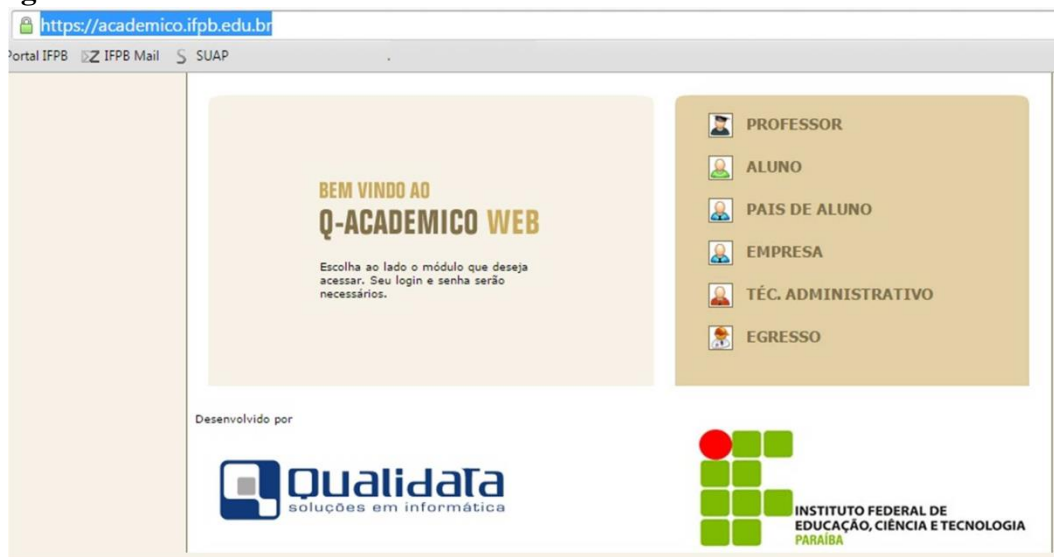 g
https://academico.ifpb.edu.br
Portal IFPB IFPB Mail SUAP
BEM VINDO AO
Q-ACADEMICO WEB
Escolha ao lado o módulo que deseja
acessar. Seu login e senha serão
necessários.
PROFESSOR
ALUNO
PAIS DE ALUNO
EMPRESA
TÉC. ADMINISTRATIVO
EGRESSO
Desenvolvido por
Qualidata
soluções em informática
INSTITUTO FEDERAL DE
EDUCAÇÃO, CIÊNCIA E TECNOLOGIA
PARAÍBA